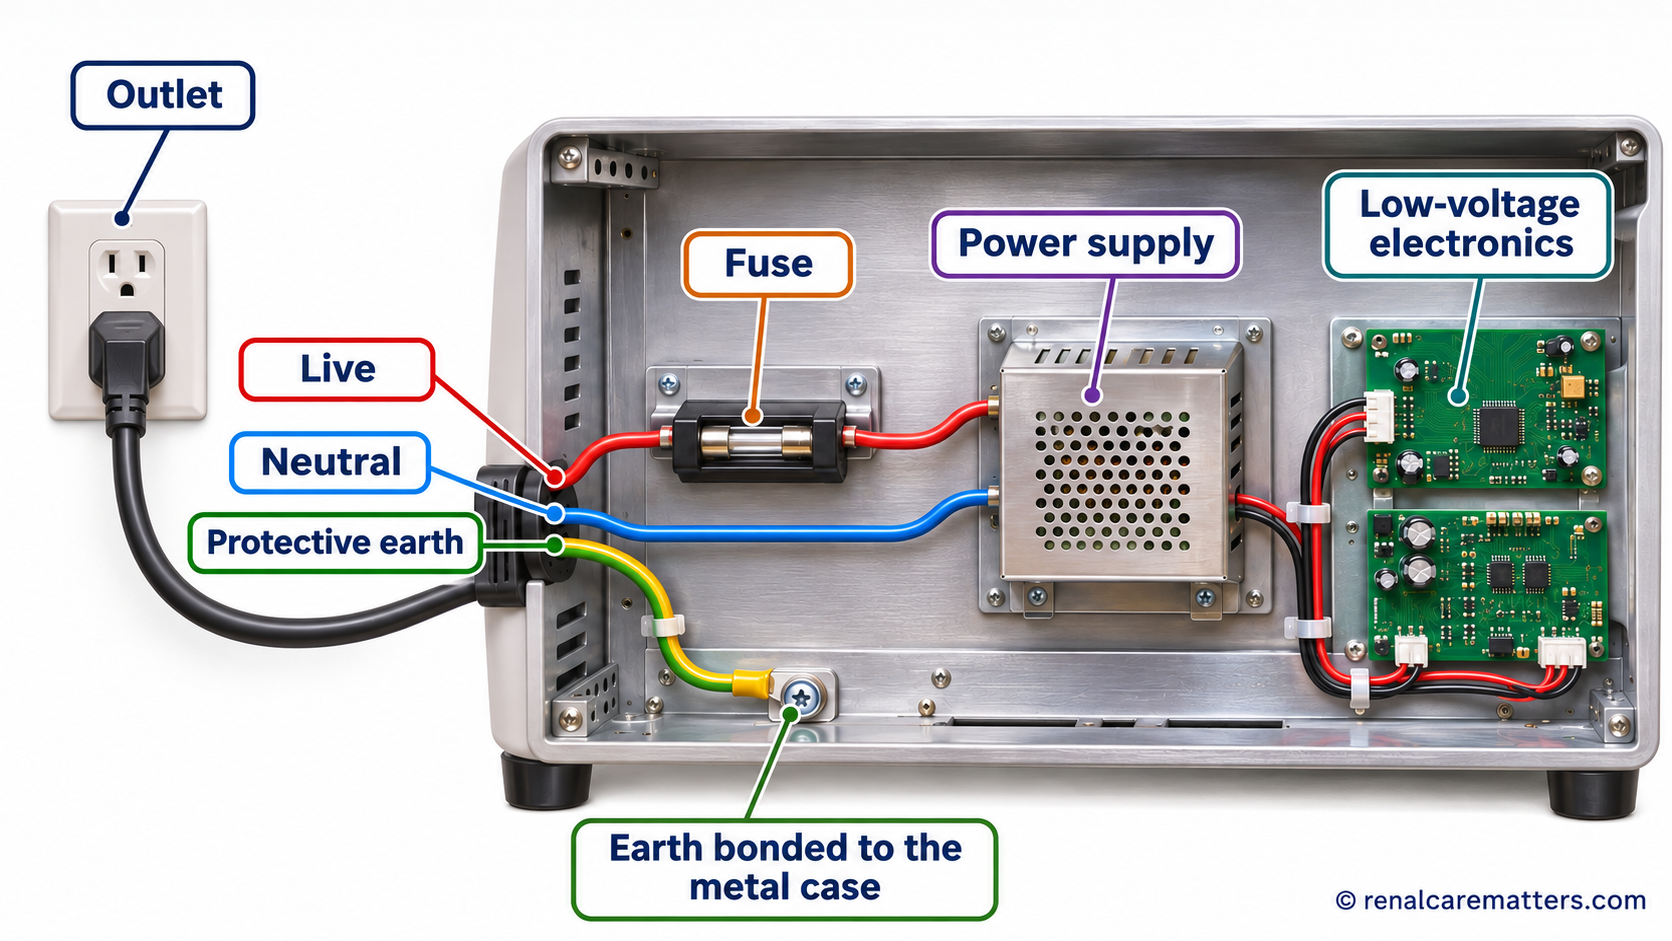 Outlet
Low-voltage
electronics
Power supply
Fuse
Live
Neutral
Protective earth
Earth bonded to the
metal case
© renalcarematters.com